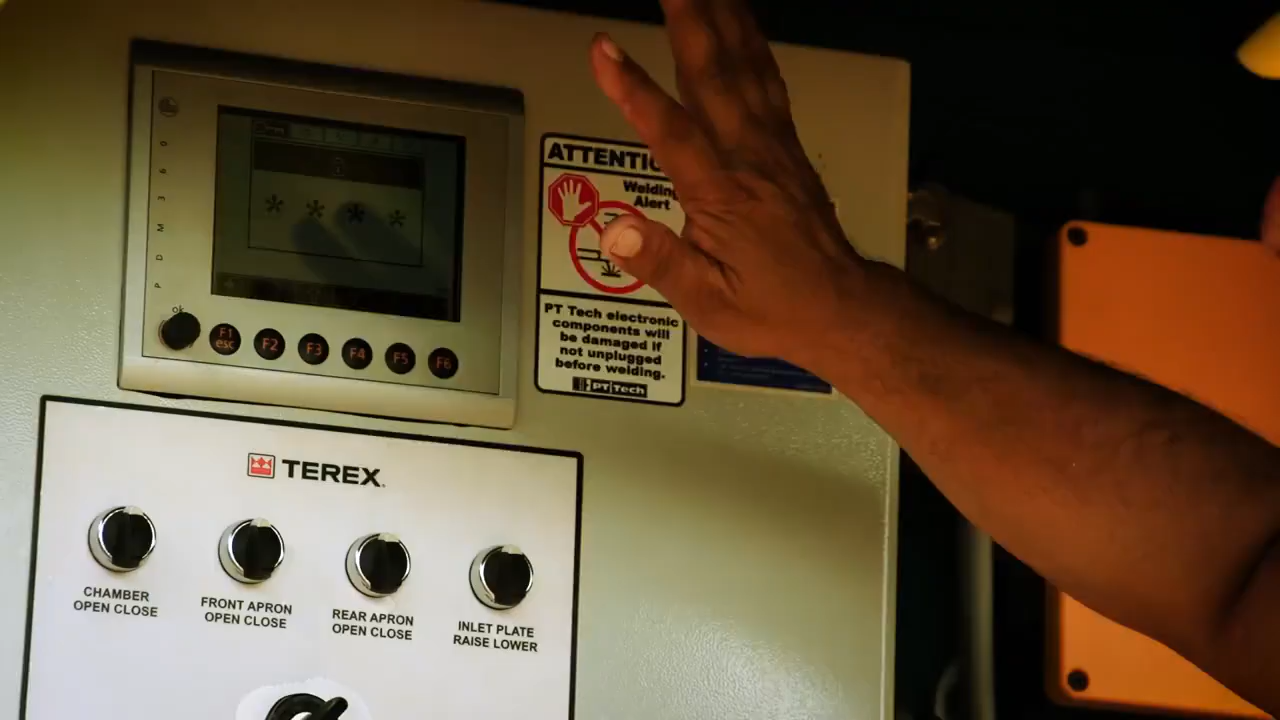 * * * *
PDM360
ok
F1
esc
F2
F3
F4
F5
F6
ATTENTIO
Welding
Alert
PT Tech electronic
components will
be damaged if
not unplugged
before welding.
PT Tech
TEREX
CHAMBER
OPEN CLOSE
FRONT APRON
OPEN CLOSE
REAR APRON
OPEN CLOSE
INLET PLATE
RAISE LOWER